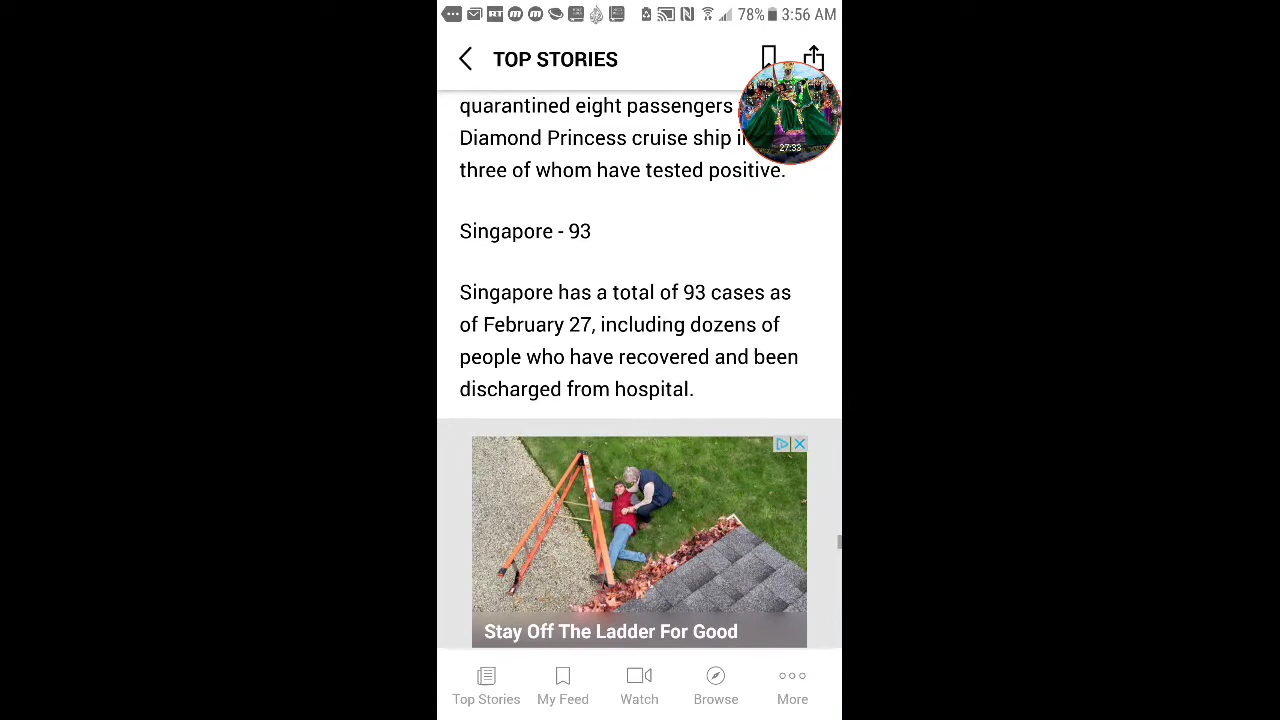 78% 3:56 AM
TOP STORIES
27:33
quarantined eight passengers
Diamond Princess cruise ship
three of whom have tested positive.
Singapore - 93
Singapore has a total of 93 cases as
of February 27, including dozens of
people who have recovered and been
discharged from hospital.
Stay Off The Ladder For Good
Top Stories My Feed Watch Browse More